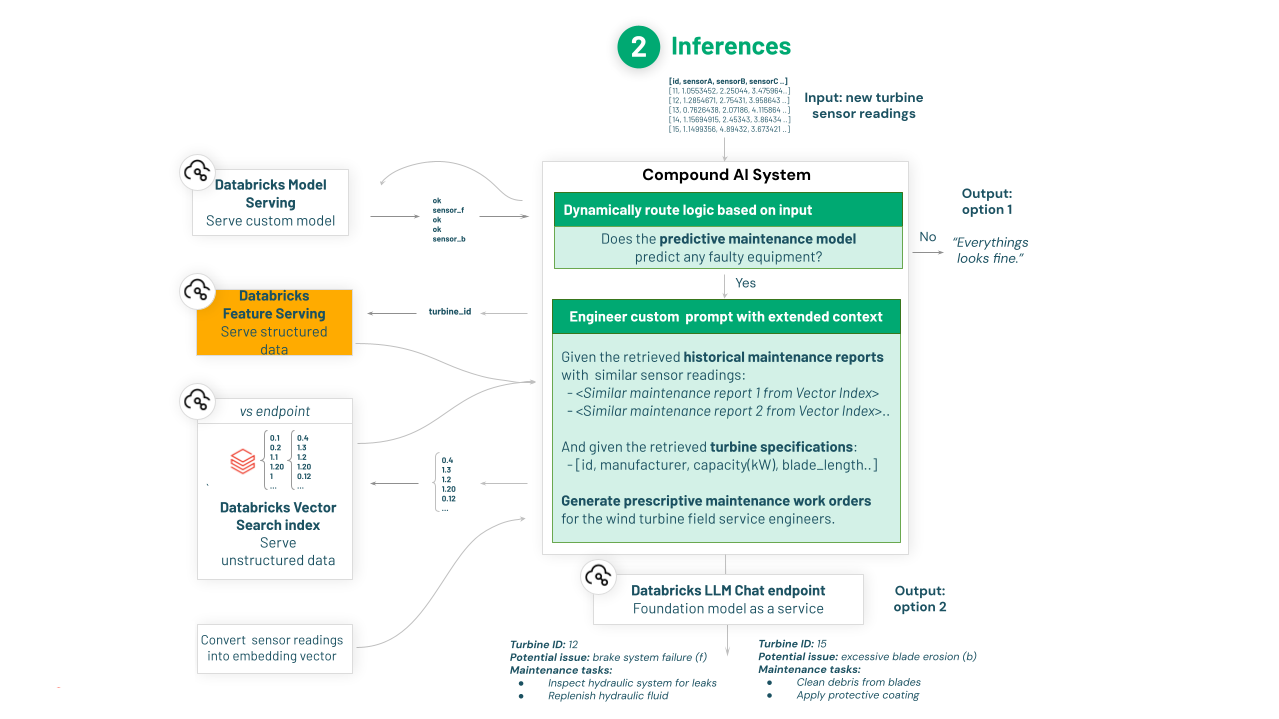 2 Inferences
[id, sensorA, sensorB, sensorC ..]
[11, 1.0553452, 2.25044, 3.475964..]
[12, 1.2854671, 2.75431, 3.958643 ..]
[13, 0.7626438, 2.07186, 4.115864 ..]
[14, 1.15694915, 2.45343, 3.86434 ..]
[15, 1.1499356, 4.89432, 3.673421 ..]
Input: new turbine
sensor readings
Databricks Model
Serving
Serve custom model
ok
sensor_f
ok
ok
sensor_b
Compound AI System
Dynamically route logic based on input
Does the predictive maintenance model
predict any faulty equipment?
No
Output:
option 1
"Everything
looks fine."
Yes
Databricks
Feature Serving
Serve structured
data
turbine_id
Engineer custom prompt with extended context
Given the retrieved historical maintenance reports
with similar sensor readings:
- <Similar maintenance report 1 from Vector Index>
- <Similar maintenance report 2 from Vector Index>..
And given the retrieved turbine specifications:
- [id, manufacturer, capacity(kW), blade_length..]
Generate prescriptive maintenance work orders
for the wind turbine field service engineers.
vs endpoint
0.1 0.4
0.2 1.3
1.1 1.2
1.20 1.20
1 0.12
... ...
Databricks Vector
Search index
Serve
unstructured data
0.4
1.3
1.2
1.20
0.12
...
Convert sensor readings
into embedding vector
Databricks LLM Chat endpoint
Foundation model as a service
Output:
option 2
Turbine ID: 12
Potential issue: brake system failure (f)
Maintenance tasks:
● Inspect hydraulic system for leaks
● Replenish hydraulic fluid
Turbine ID: 15
Potential issue: excessive blade erosion (b)
Maintenance tasks:
● Clean debris from blades
● Apply protective coating